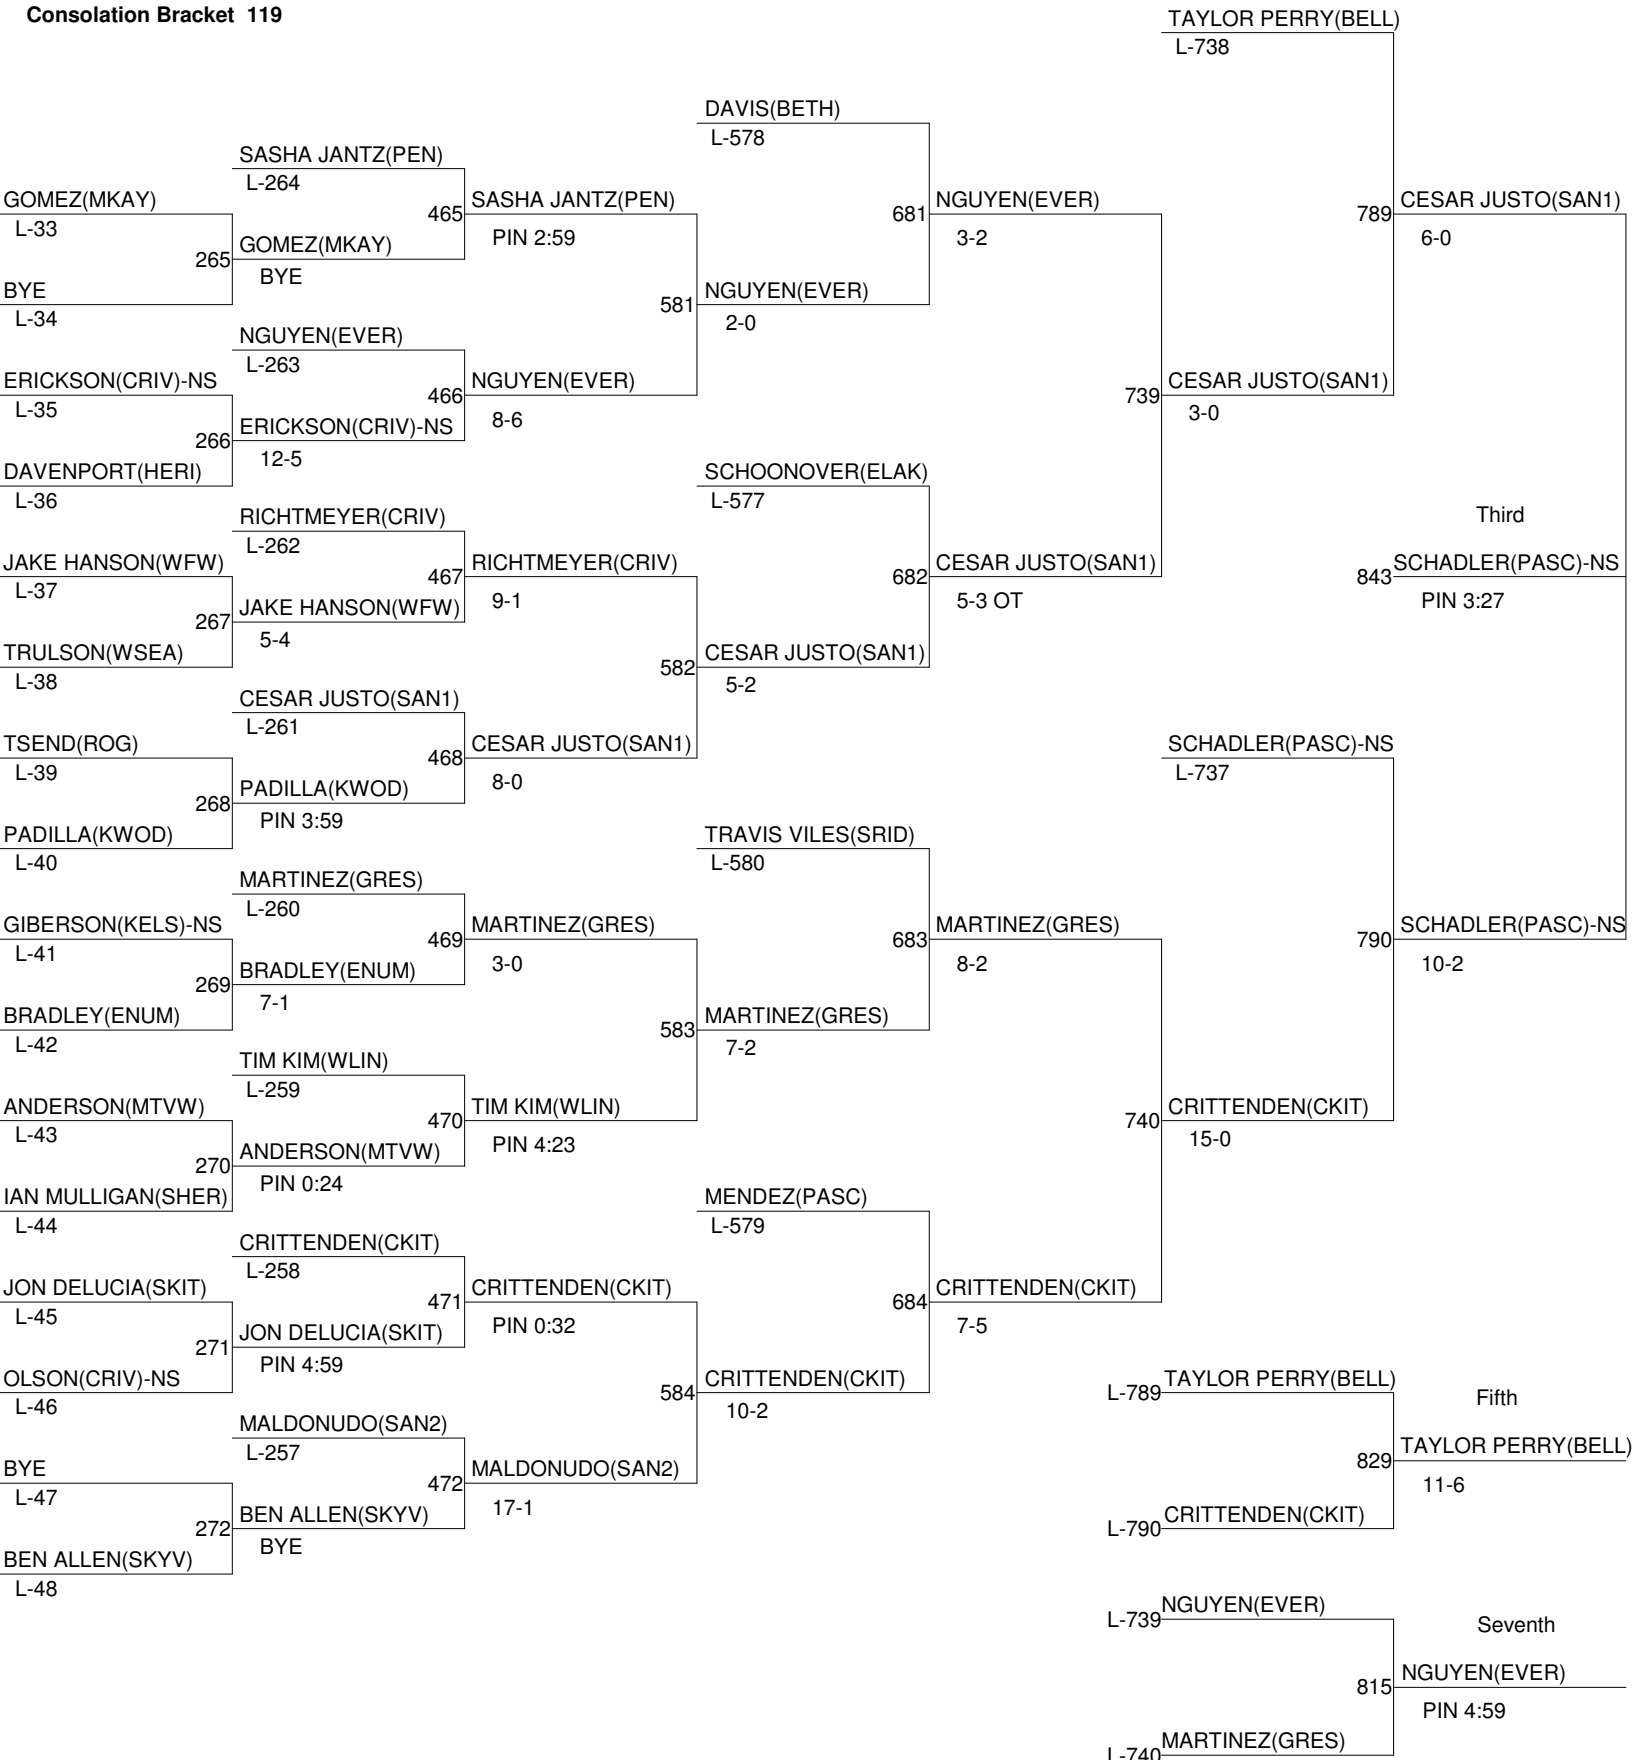 Consolation Bracket 119
GOMEZ(MKAY)
L-33
BYE
L-34
ERICKSON(CRIV)-NS
L-35
DAVENPORT(HERI)
L-36
JAKE HANSON(WFW)
L-37
TRULSON(WSEA)
L-38
TSEND(ROG)
L-39
PADILLA(KWOD)
L-40
GIBERSON(KELS)-NS
L-41
BRADLEY(ENUM)
L-42
ANDERSON(MTVW)
L-43
IAN MULLIGAN(SHER)
L-44
JON DELUCIA(SKIT)
L-45
OLSON(CRIV)-NS
L-46
BYE
L-47
BEN ALLEN(SKYV)
L-48
SASHA JANTZ(PEN)
L-264
265
GOMEZ(MKAY)
BYE
NGUYEN(EVER)
L-263
266
ERICKSON(CRIV)-NS
12-5
RICHTMEYER(CRIV)
L-262
267
JAKE HANSON(WFW)
5-4
CESAR JUSTO(SAN1)
L-261
268
PADILLA(KWOD)
PIN 3:59
MARTINEZ(GRES)
L-260
269
BRADLEY(ENUM)
7-1
TIM KIM(WLIN)
L-259
270
ANDERSON(MTVW)
PIN 0:24
CRITTENDEN(CKIT)
L-258
271
JON DELUCIA(SKIT)
PIN 4:59
MALDONUDO(SAN2)
L-257
272
BEN ALLEN(SKYV)
BYE
465
SASHA JANTZ(PEN)
PIN 2:59
466
NGUYEN(EVER)
8-6
467
RICHTMEYER(CRIV)
9-1
468
CESAR JUSTO(SAN1)
8-0
469
MARTINEZ(GRES)
3-0
470
TIM KIM(WLIN)
PIN 4:23
471
CRITTENDEN(CKIT)
PIN 0:32
472
MALDONUDO(SAN2)
17-1
DAVIS(BETH)
L-578
581
NGUYEN(EVER)
2-0
SCHOONOVER(ELAK)
L-577
582
CESAR JUSTO(SAN1)
5-2
TRAVIS VILES(SRID)
L-580
583
MARTINEZ(GRES)
7-2
MENDEZ(PASC)
L-579
584
CRITTENDEN(CKIT)
10-2
681
NGUYEN(EVER)
3-2
682
CESAR JUSTO(SAN1)
5-3 OT
683
MARTINEZ(GRES)
8-2
684
CRITTENDEN(CKIT)
7-5
TAYLOR PERRY(BELL)
L-738
739
CESAR JUSTO(SAN1)
3-0
SCHADLER(PASC)-NS
L-737
740
CRITTENDEN(CKIT)
15-0
789
CESAR JUSTO(SAN1)
6-0
Third
843
SCHADLER(PASC)-NS
PIN 3:27
790
SCHADLER(PASC)-NS
10-2
L-789
TAYLOR PERRY(BELL)
Fifth
829
TAYLOR PERRY(BELL)
11-6
L-790
CRITTENDEN(CKIT)
L-739
NGUYEN(EVER)
Seventh
815
NGUYEN(EVER)
PIN 4:59
L-740
MARTINEZ(GRES)